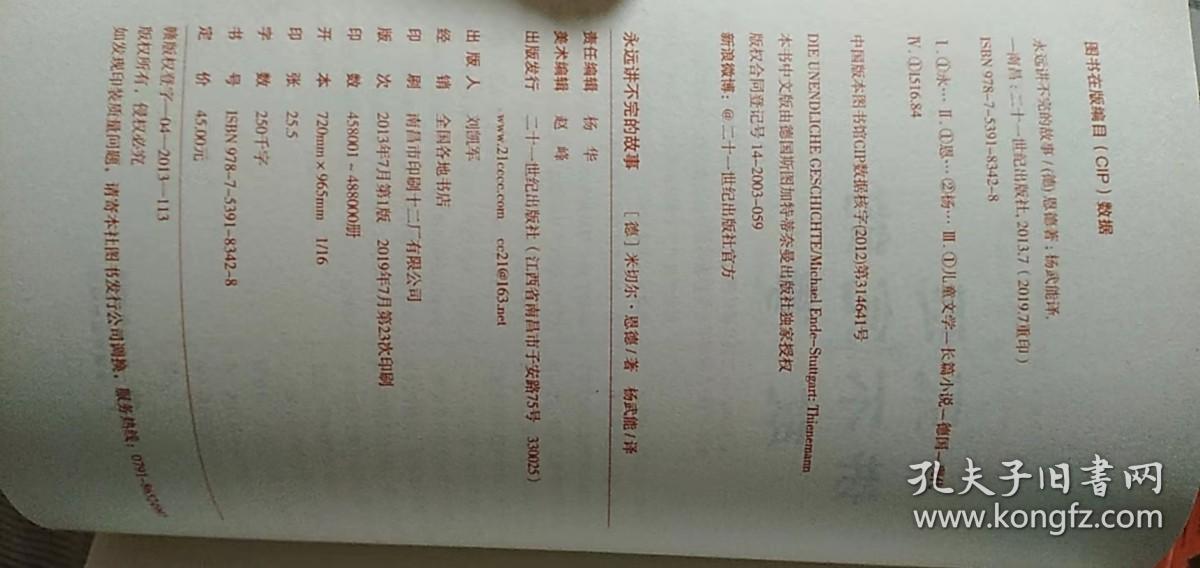 图书在版编目（CIP）数据
永远讲不完的故事/(德)恩德著；杨武能译.
—南昌：二十一世纪出版社, 2013.7（2019.7重印）
ISBN 978-7-5391-8342-8
Ⅰ. ①永… Ⅱ. ①恩… ②杨… Ⅲ. ①儿童文学—长篇小说—德国—现代
Ⅳ. ①I516.84
中国版本图书馆CIP数据核字(2012)第314641号
DIE UNENDLICHE GESCHICHTE/Michael Ende-Stuttgart: Thienemann
本书中文版由德国斯图加特·蒂奈曼出版社独家授权
版权合同登记号 14-2003-059
新浪微博：@二十一世纪出版社官方
永远讲不完的故事 ［德］米切尔·恩德/著 杨武能/译
责任编辑 杨 华
美术编辑 赵 峰
出版发行 二十一世纪出版社（江西省南昌市子安路75号 330025）
www.21cccc.com cc21@163.net
出版人 刘凯军
经销 全国各地书店
印刷 南昌市印刷十二厂有限公司
版次 2013年7月第1版 2019年7月第23次印刷
印数 458001~488000册
开本 720mm×965mm 1/16
印张 25.5
字数 250千字
书号 ISBN 978-7-5391-8342-8
定价 45.00元
赣版权登字—04—2013—113
版权所有，侵权必究
如发现印装质量问题，请寄本社图书发行公司调换，服务热线：0791-
孔夫子旧书网
www.kongfz.com